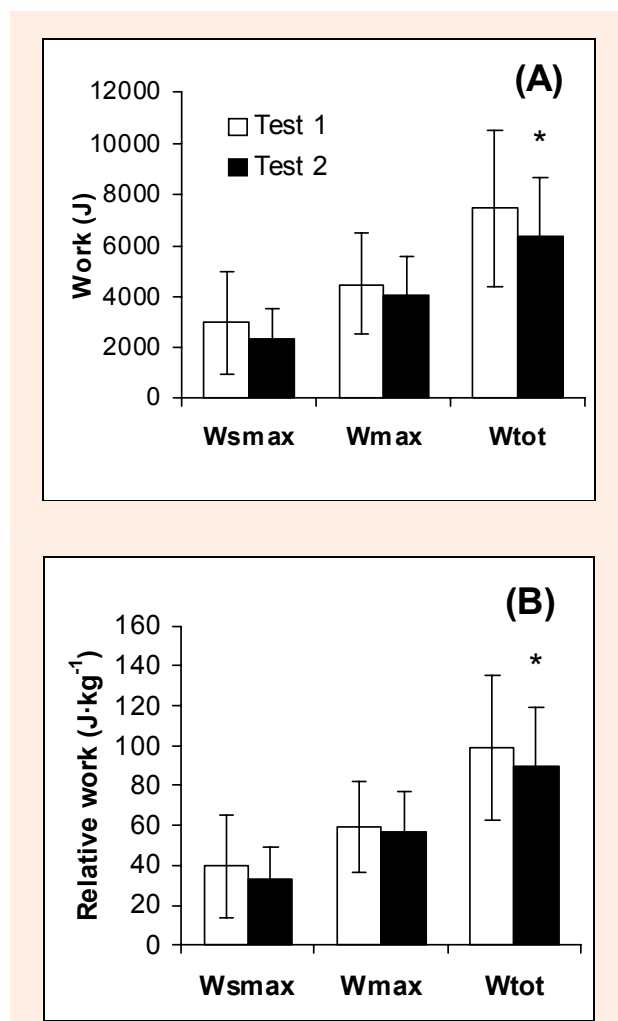 (A)
12000
10000
8000
6000
4000
2000
0
Work (J)
Test 1
Test 2
*
Wsmax Wmax Wtot
(B)
160
140
120
100
80
60
40
20
0
Relative work (J·kg⁻¹)
*
Wsmax Wmax Wtot